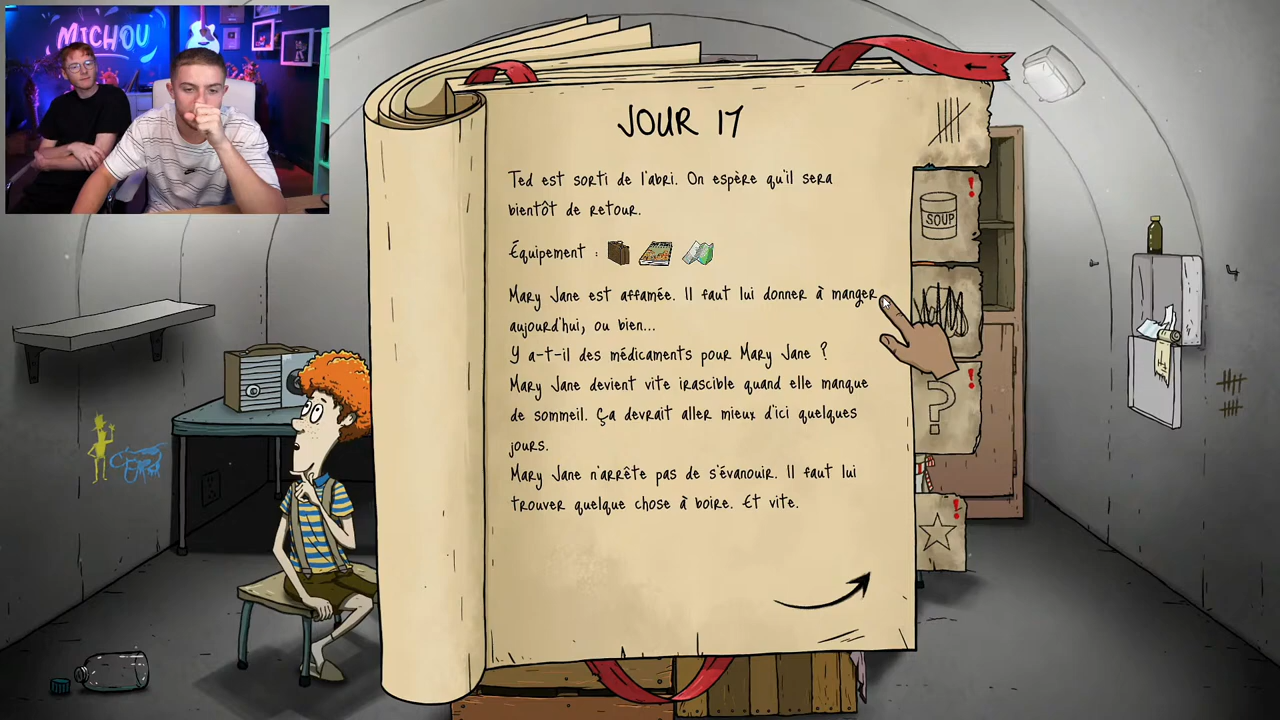 MICHOU
JOUR 17
Ted est sorti de l'abri. On espère qu'il sera
bientôt de retour.
Équipement :
Mary Jane est affamée. Il faut lui donner à manger
aujourd'hui, ou bien...
Y a-t-il des médicaments pour Mary Jane ?
Mary Jane devient vite irascible quand elle manque
de sommeil. Ça devrait aller mieux d'ici quelques
jours.
Mary Jane n'arrête pas de s'évanouir. Il faut lui
trouver quelque chose à boire. Et vite.
!
SOUP
!
?
!